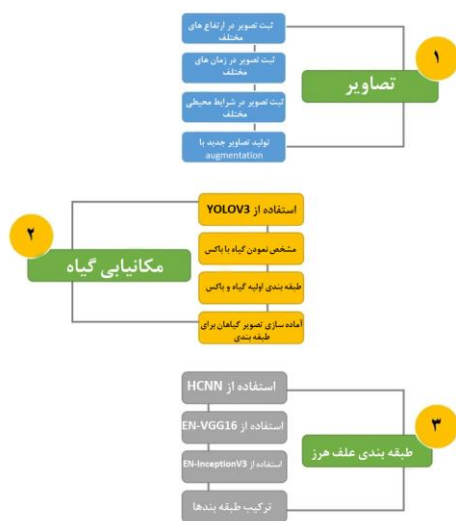 ۱
تصاویر
ثبت تصویر در ارتفاع های
مختلف
ثبت تصویر در زمان های
مختلف
ثبت تصویر در شرایط محیطی
مختلف
تولید تصاویر جدید با
augmentation
۲
مکانیابی گیاه
استفاده از YOLOV3
مشخص نمودن گیاه با باکس
طبقه بندی اولیه گیاه و باکس
آماده سازی تصویر گیاهان برای
طبقه بندی
۳
طبقه بندی علف هرز
استفاده از HCNN
استفاده از EN-VGG16
استفاده از EN-InceptionV3
ترکیب طبقه بندها